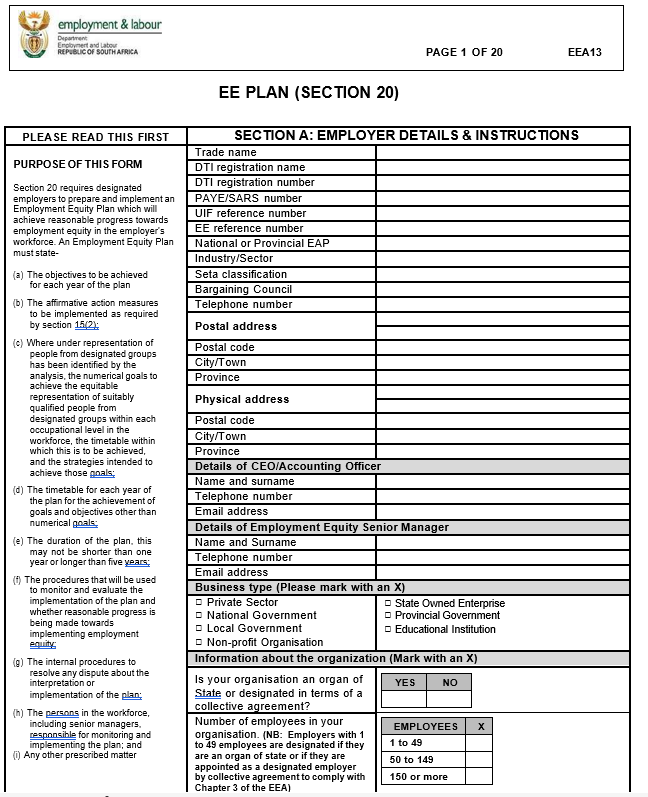 employment & labour
Department:
Employment and Labour
REPUBLIC OF SOUTH AFRICA
PAGE 1 OF 20
EEA13
EE PLAN (SECTION 20)
PLEASE READ THIS FIRST
PURPOSE OF THIS FORM
Section 20 requires designated
employers to prepare and implement an
Employment Equity Plan which will
achieve reasonable progress towards
employment equity in the employer's
workforce. An Employment Equity Plan
must state-
(a) The objectives to be achieved
for each year of the plan
(b) The affirmative action measures
to be implemented as required
by section 15(2);
(c) Where under representation of
people from designated groups
has been identified by the
analysis, the numerical goals to
achieve the equitable
representation of suitably
qualified people from
designated groups within each
occupational level in the
workforce, the timetable within
which this is to be achieved,
and the strategies intended to
achieve those goals;
(d) The timetable for each year of
the plan for the achievement of
goals and objectives other than
numerical goals;
(e) The duration of the plan, this
may not be shorter than one
year or longer than five years;
(f) The procedures that will be used
to monitor and evaluate the
implementation of the plan and
whether reasonable progress is
being made towards
implementing employment
equity;
(g) The internal procedures to
resolve any dispute about the
interpretation or
implementation of the plan;
(h) The persons in the workforce,
including senior managers,
responsible for monitoring and
implementing the plan; and
(i) Any other prescribed matter
SECTION A: EMPLOYER DETAILS & INSTRUCTIONS
Trade name
DTI registration name
DTI registration number
PAYE/SARS number
UIF reference number
EE reference number
National or Provincial EAP
Industry/Sector
Seta classification
Bargaining Council
Telephone number
Postal address
Postal code
City/Town
Province
Physical address
Postal code
City/Town
Province
Details of CEO/Accounting Officer
Name and surname
Telephone number
Email address
Details of Employment Equity Senior Manager
Name and Surname
Telephone number
Email address
Business type (Please mark with an X)
□ Private Sector
□ National Government
□ Local Government
□ Non-profit Organisation
□ State Owned Enterprise
□ Provincial Government
□ Educational Institution
Information about the organization (Mark with an X)
Is your organisation an organ of
State or designated in terms of a
collective agreement?
YES NO
Number of employees in your
organisation. (NB: Employers with 1
to 49 employees are designated if they
are an organ of state or if they are
appointed as a designated employer
by collective agreement to comply with
Chapter 3 of the EEA)
EMPLOYEES X
1 to 49
50 to 149
150 or more